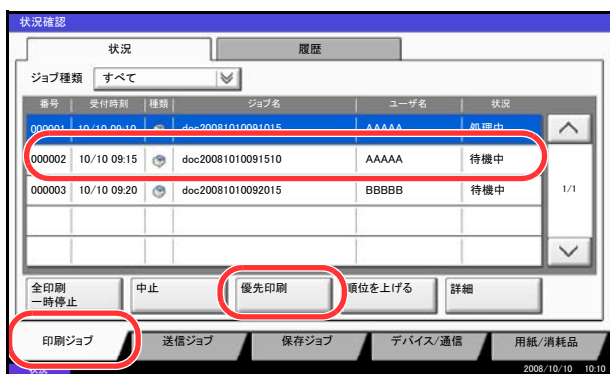 状況確認
状況 履歴
ジョブ種類 すべて
番号 受付時刻 種類 ジョブ名 ユーザ名 状況
000001 10/10 09:10 doc20081010091015 AAAAA 処理中
000002 10/10 09:15 doc20081010091510 AAAAA 待機中
000003 10/10 09:20 doc20081010092015 BBBBB 待機中
1/1
全印刷
一時停止
中止 優先印刷 順位を上げる 詳細
印刷ジョブ 送信ジョブ 保存ジョブ デバイス/通信 用紙/消耗品
状況 2008/10/10 10:10